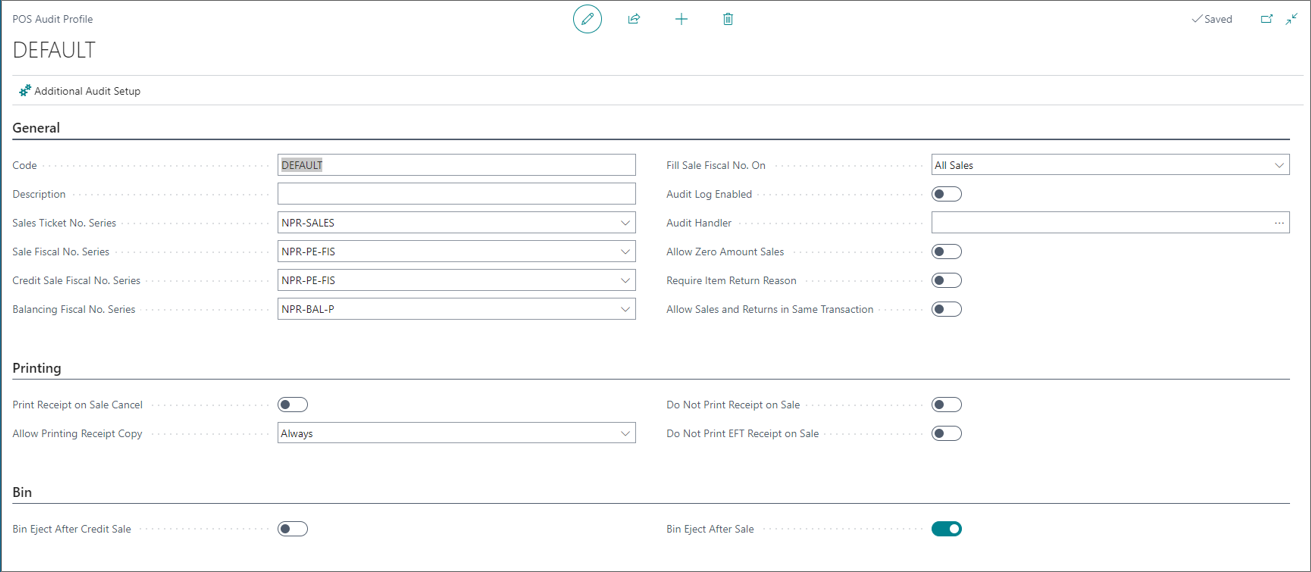 POS Audit Profile
Saved
DEFAULT
Additional Audit Setup
General
Code
DEFAULT
Description
Sales Ticket No. Series
NPR-SALES
Sale Fiscal No. Series
NPR-PE-FIS
Credit Sale Fiscal No. Series
NPR-PE-FIS
Balancing Fiscal No. Series
NPR-BAL-P
Fill Sale Fiscal No. On
All Sales
Audit Log Enabled
Audit Handler
Allow Zero Amount Sales
Require Item Return Reason
Allow Sales and Returns in Same Transaction
Printing
Print Receipt on Sale Cancel
Allow Printing Receipt Copy
Always
Do Not Print Receipt on Sale
Do Not Print EFT Receipt on Sale
Bin
Bin Eject After Credit Sale
Bin Eject After Sale